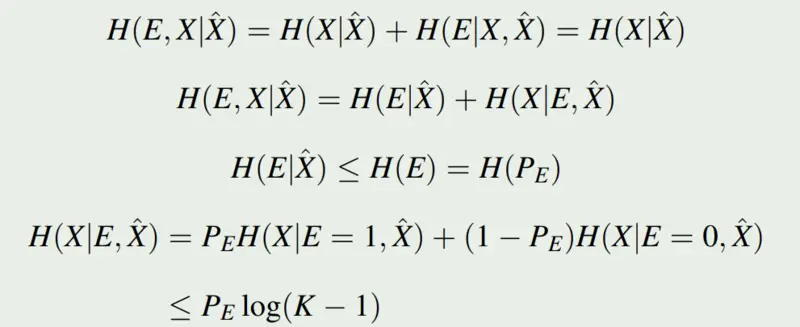 H(E, X|X̂) = H(X|X̂) + H(E|X, X̂) = H(X|X̂)
H(E, X|X̂) = H(E|X̂) + H(X|E, X̂)
H(E|X̂) ≤ H(E) = H(P_E)
H(X|E, X̂) = P_E H(X|E = 1, X̂) + (1 − P_E)H(X|E = 0, X̂)
≤ P_E log(K − 1)